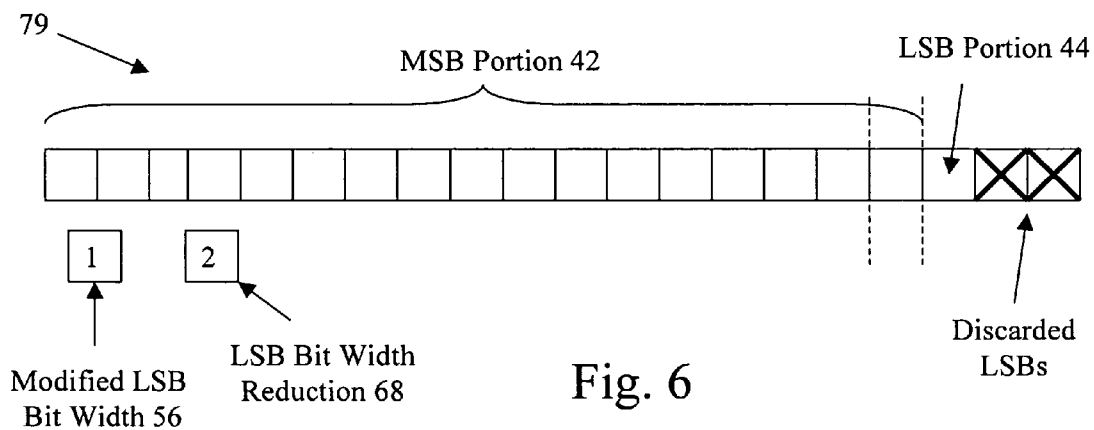 79
MSB Portion 42
LSB Portion 44
1
2
Modified LSB
Bit Width 56
LSB Bit Width
Reduction 68
Fig. 6
Discarded
LSBs